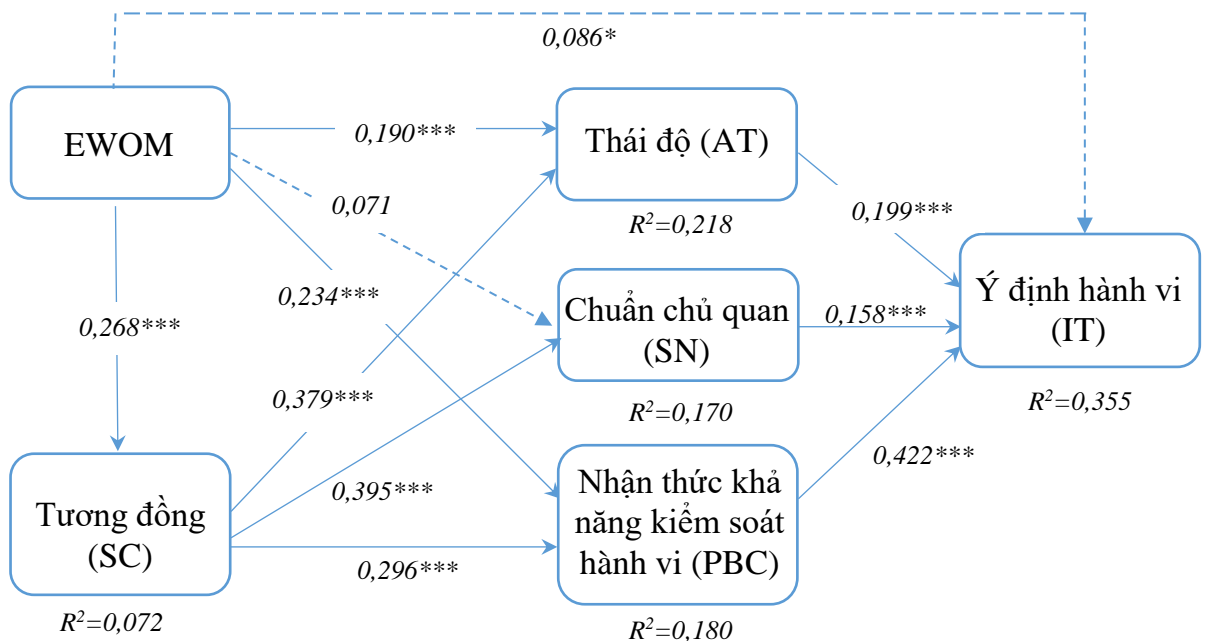 0,086*
EWOM
0,190***
Thái độ (AT)
0,071
R²=0,218
0,199***
0,234***
Ý định hành vi
(IT)
0,268***
Chuẩn chủ quan
(SN)
0,158***
0,379***
R²=0,170
R²=0,355
0,422***
Tương đồng
(SC)
0,395***
Nhận thức khả
năng kiểm soát
hành vi (PBC)
0,296***
R²=0,072
R²=0,180